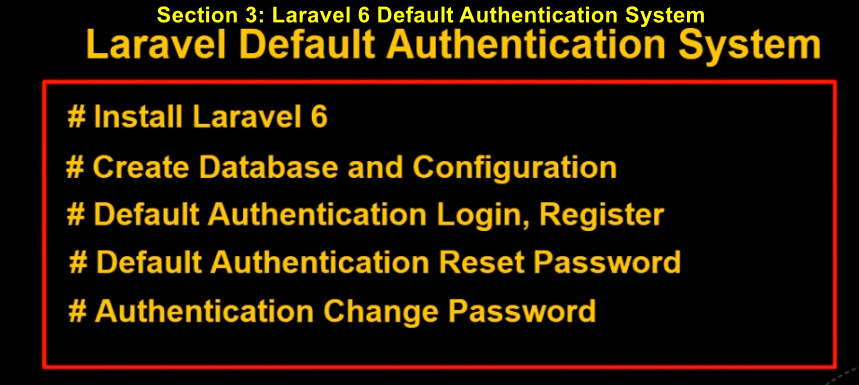 Section 3: Laravel 6 Default Authentication System
Laravel Default Authentication System
# Install Laravel 6
# Create Database and Configuration
# Default Authentication Login, Register
# Default Authentication Reset Password
# Authentication Change Password